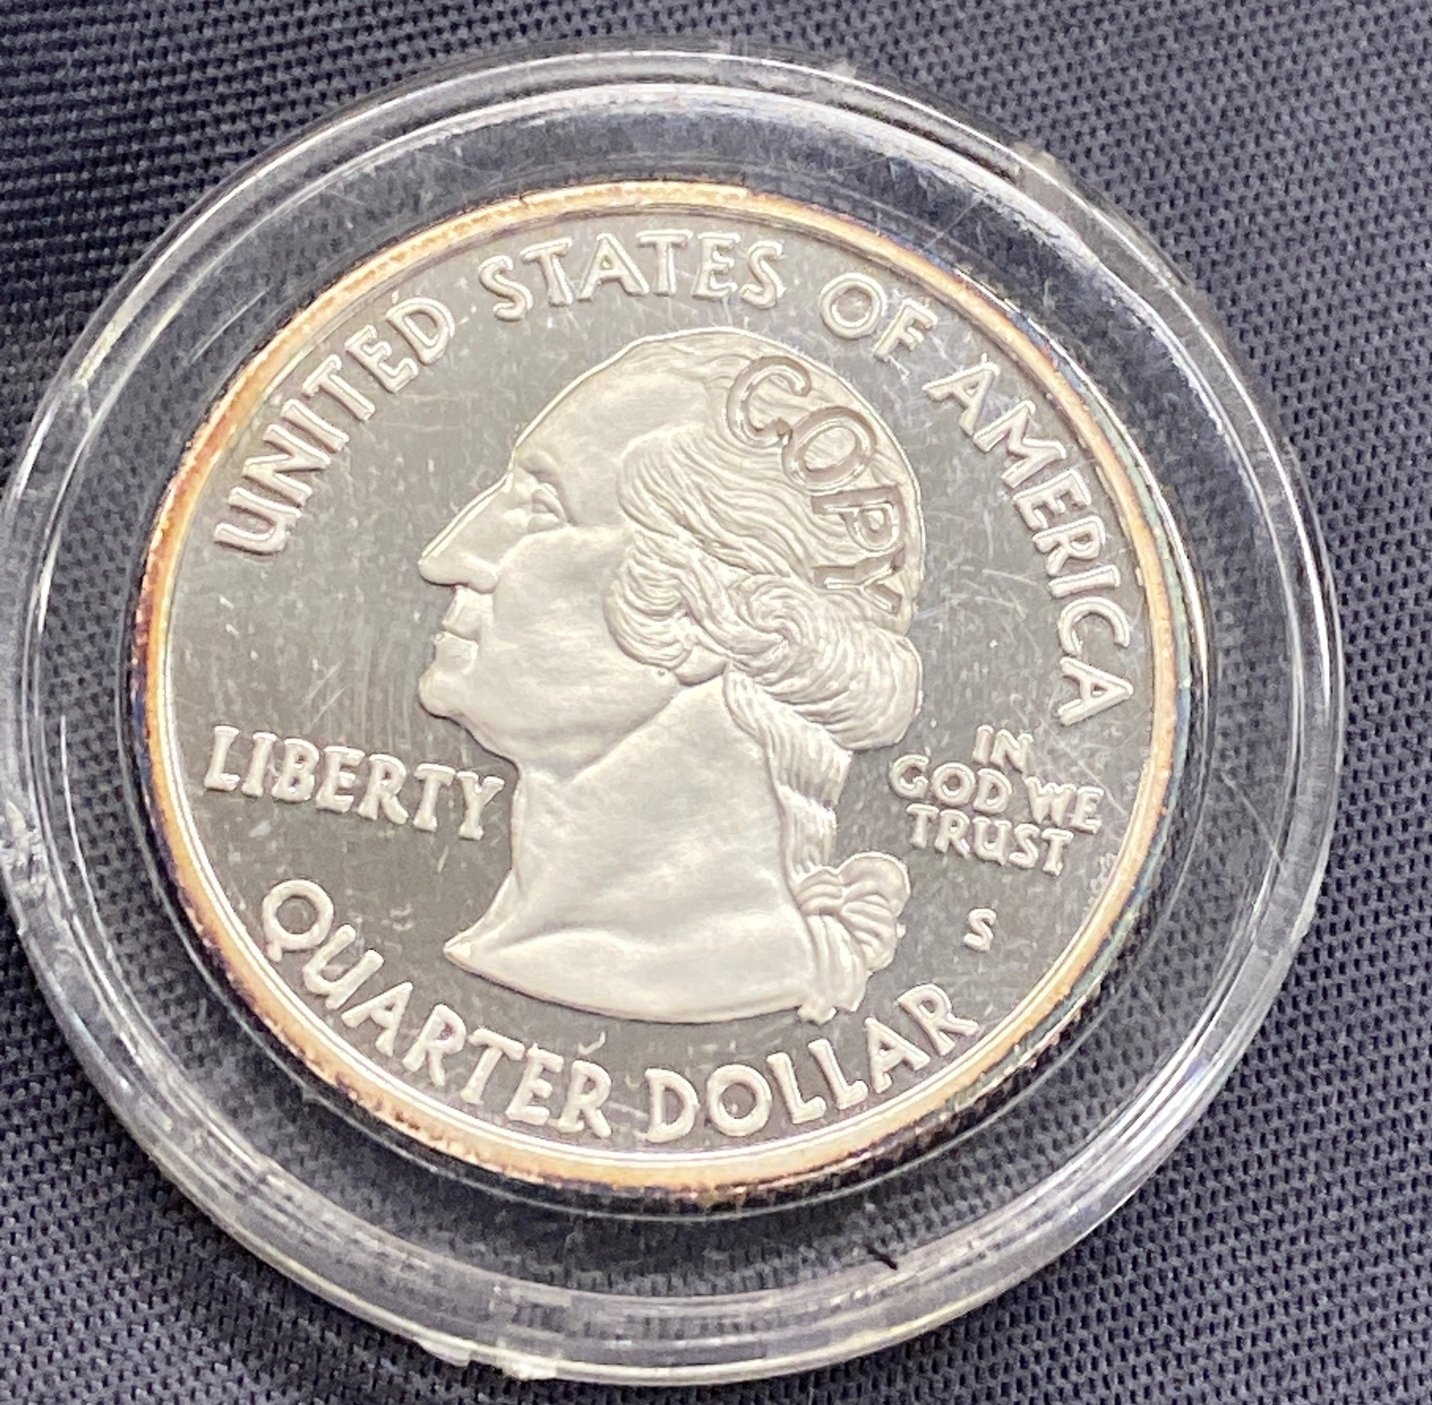 UNITED STATES OF AMERICA
COPY
LIBERTY
IN
GOD WE
TRUST
S
QUARTER DOLLAR